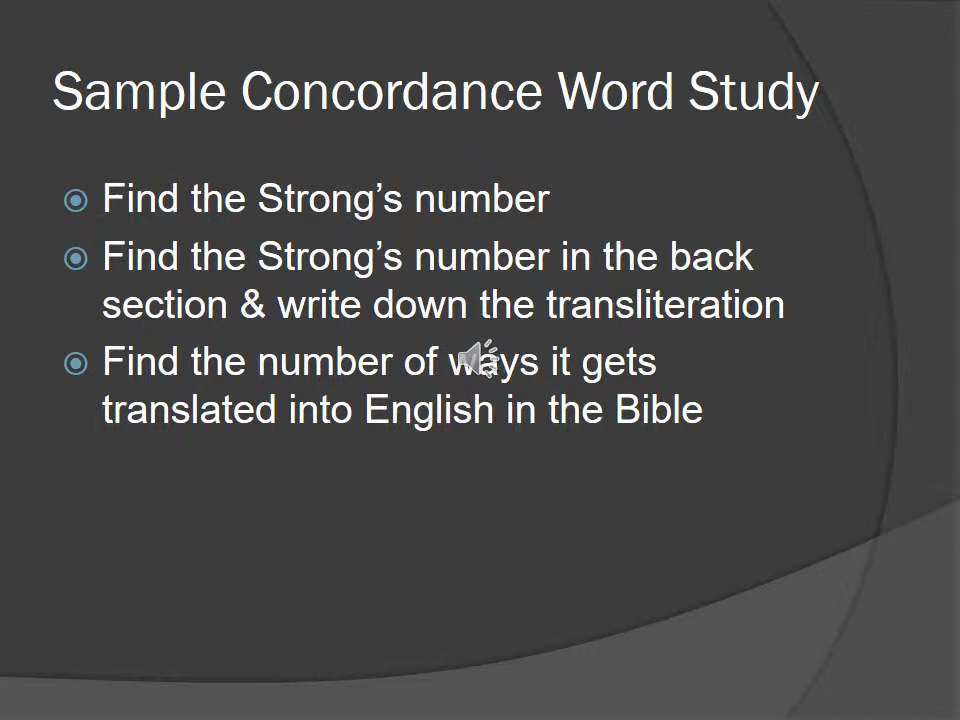 Sample Concordance Word Study
Find the Strong’s number
Find the Strong’s number in the back
section & write down the transliteration
Find the number of ways it gets
translated into English in the Bible